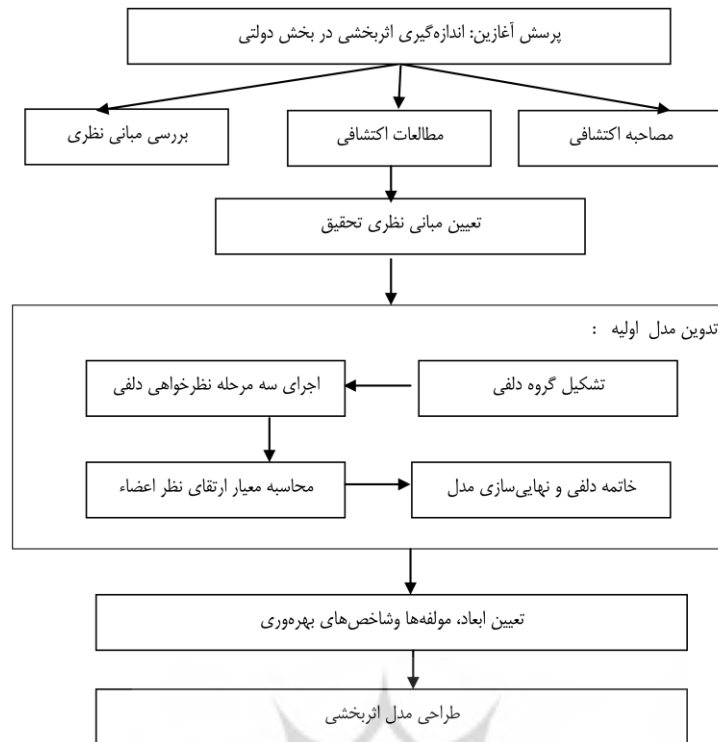 پرسش آغازین: اندازه‌گیری اثربخشی در بخش دولتی
مصاحبه اکتشافی
مطالعات اکتشافی
بررسی مبانی نظری
تعیین مبانی نظری تحقیق
تدوین مدل اولیه :
تشکیل گروه دلفی
اجرای سه مرحله نظرخواهی دلفی
محاسبه معیار ارتقای نظر اعضاء
خاتمه دلفی و نهایی‌سازی مدل
تعیین ابعاد، مولفه‌ها وشاخص‌های بهره‌وری
طراحی مدل اثربخشی